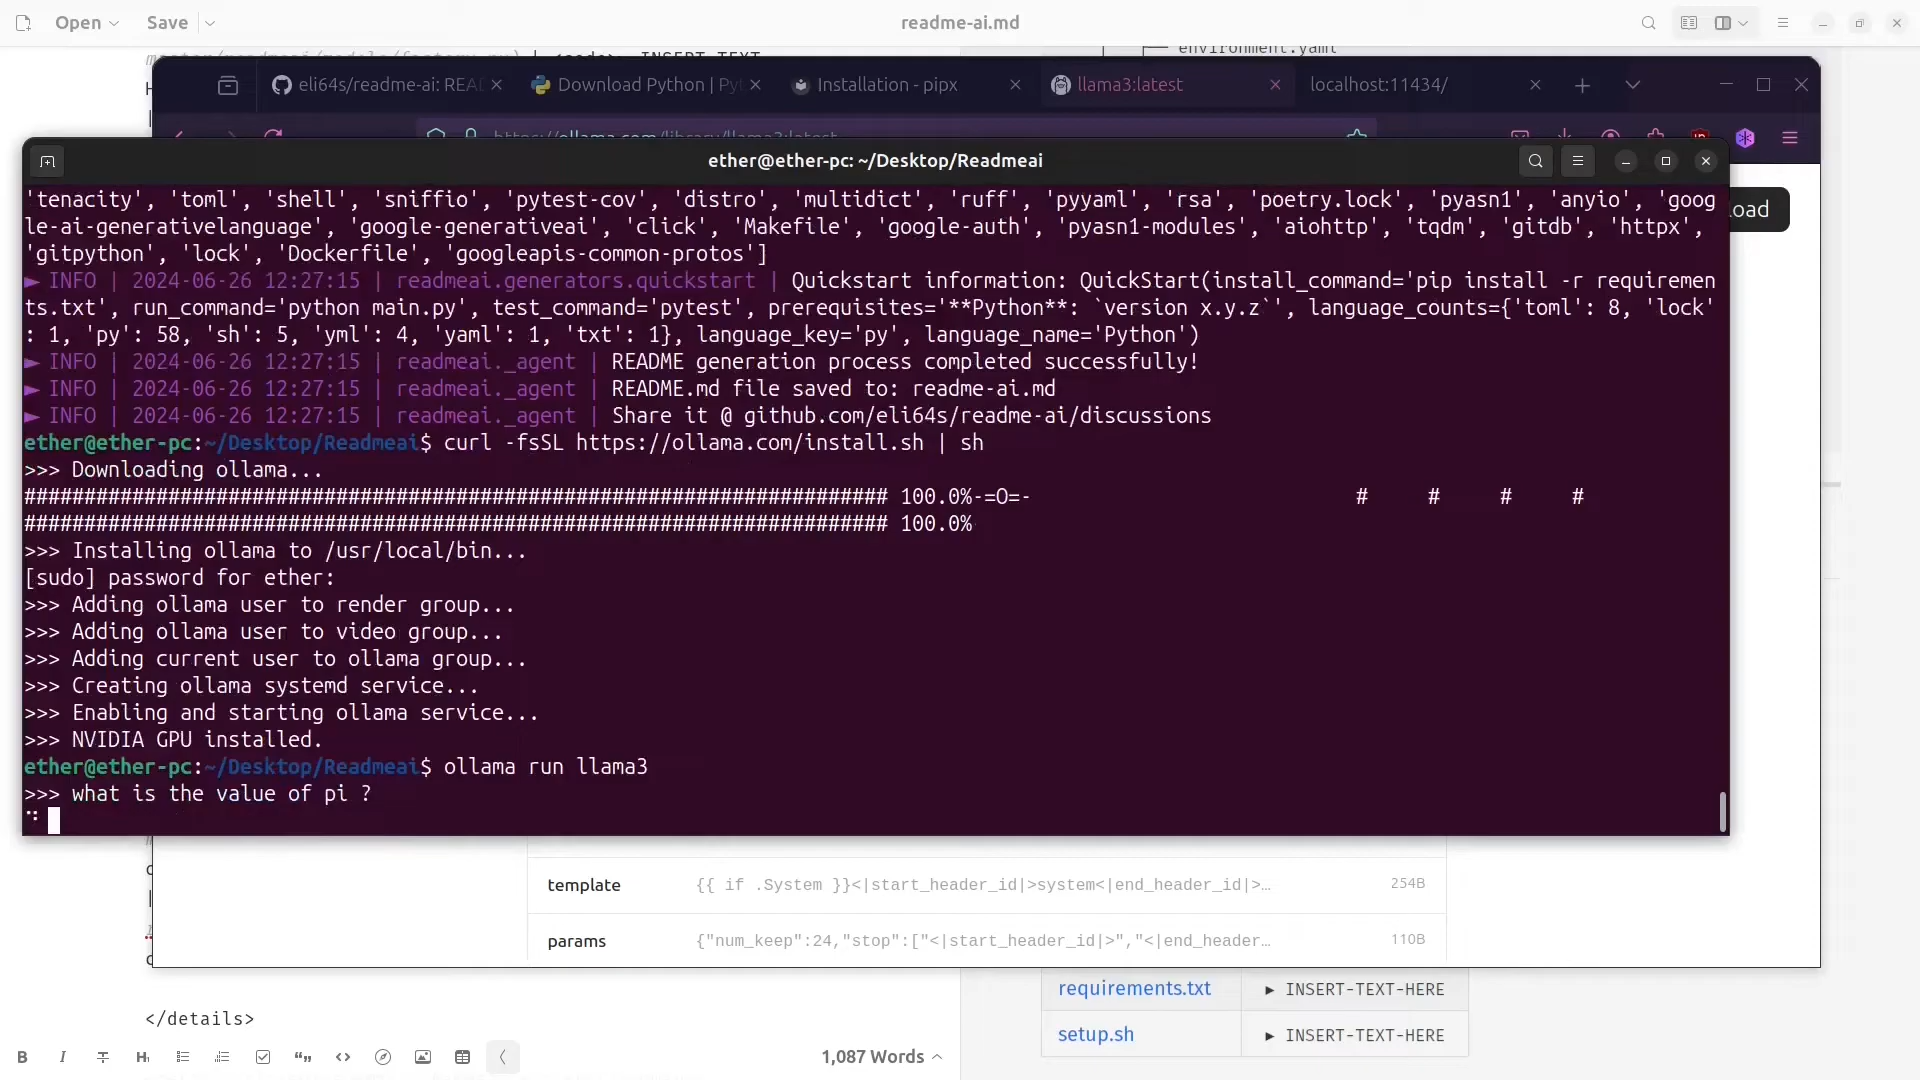 Open
Save
readme-ai.md
environment.yaml
eli64s/readme-ai: REA
Download Python | Py
Installation - pipx
llama3:latest
localhost:11434/
https://ollama.com/library/llama3:latest
ether@ether-pc: ~/Desktop/Readmeai
'tenacity', 'toml', 'shell', 'sniffio', 'pytest-cov', 'distro', 'multidict', 'ruff', 'pyyaml', 'rsa', 'poetry.lock', 'pyasn1', 'anyio', 'goog
le-ai-generativelanguage', 'google-generativeai', 'click', 'Makefile', 'google-auth', 'pyasn1-modules', 'aiohttp', 'tqdm', 'gitdb', 'httpx',
'gitpython', 'lock', 'Dockerfile', 'googleapis-common-protos']
► INFO | 2024-06-26 12:27:15 | readmeai.generators.quickstart | Quickstart information: QuickStart(install_command='pip install -r requiremen
ts.txt', run_command='python main.py', test_command='pytest', prerequisites='**Python**: `version x.y.z`', language_counts={'toml': 8, 'lock'
: 1, 'py': 58, 'sh': 5, 'yml': 4, 'yaml': 1, 'txt': 1}, language_key='py', language_name='Python')
► INFO | 2024-06-26 12:27:15 | readmeai._agent | README generation process completed successfully!
► INFO | 2024-06-26 12:27:15 | readmeai._agent | README.md file saved to: readme-ai.md
► INFO | 2024-06-26 12:27:15 | readmeai._agent | Share it @ github.com/eli64s/readme-ai/discussions
ether@ether-pc:~/Desktop/Readmeai$ curl -fsSL https://ollama.com/install.sh | sh
>>> Downloading ollama...
######################################################################## 100.0%-=O=- # # # #
######################################################################## 100.0%
>>> Installing ollama to /usr/local/bin...
[sudo] password for ether:
>>> Adding ollama user to render group...
>>> Adding ollama user to video group...
>>> Adding current user to ollama group...
>>> Creating ollama systemd service...
>>> Enabling and starting ollama service...
>>> NVIDIA GPU installed.
ether@ether-pc:~/Desktop/Readmeai$ ollama run llama3
>>> what is the value of pi ?
oad
template {{ if .System }}<|start_header_id|>system<|end_header_id|>… 254B
params {"num_keep":24,"stop":["<|start_header_id|>","<|end_header… 110B
requirements.txt ► INSERT-TEXT-HERE
setup.sh ► INSERT-TEXT-HERE
</details>
1,087 Words